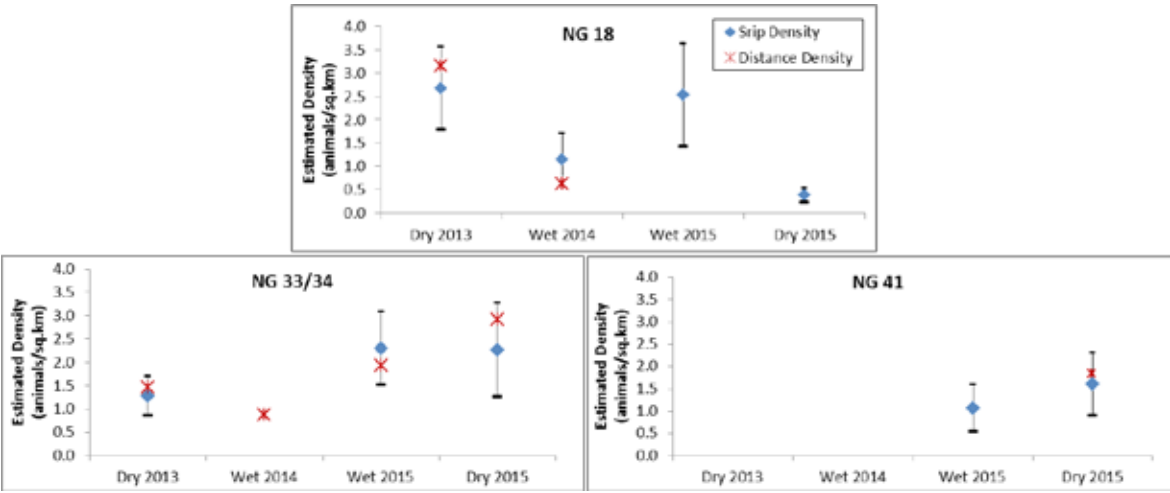 NG 18
Srip Density
Distance Density
Estimated Density
(animals/sq.km)
4.0
3.5
3.0
2.5
2.0
1.5
1.0
0.5
0.0
Dry 2013 Wet 2014 Wet 2015 Dry 2015
NG 33/34
Estimated Density
(animals/sq.km)
4.0
3.5
3.0
2.5
2.0
1.5
1.0
0.5
0.0
Dry 2013 Wet 2014 Wet 2015 Dry 2015
NG 41
Estimated Density
(animals/sq.km)
4.0
3.5
3.0
2.5
2.0
1.5
1.0
0.5
0.0
Dry 2013 Wet 2014 Wet 2015 Dry 2015